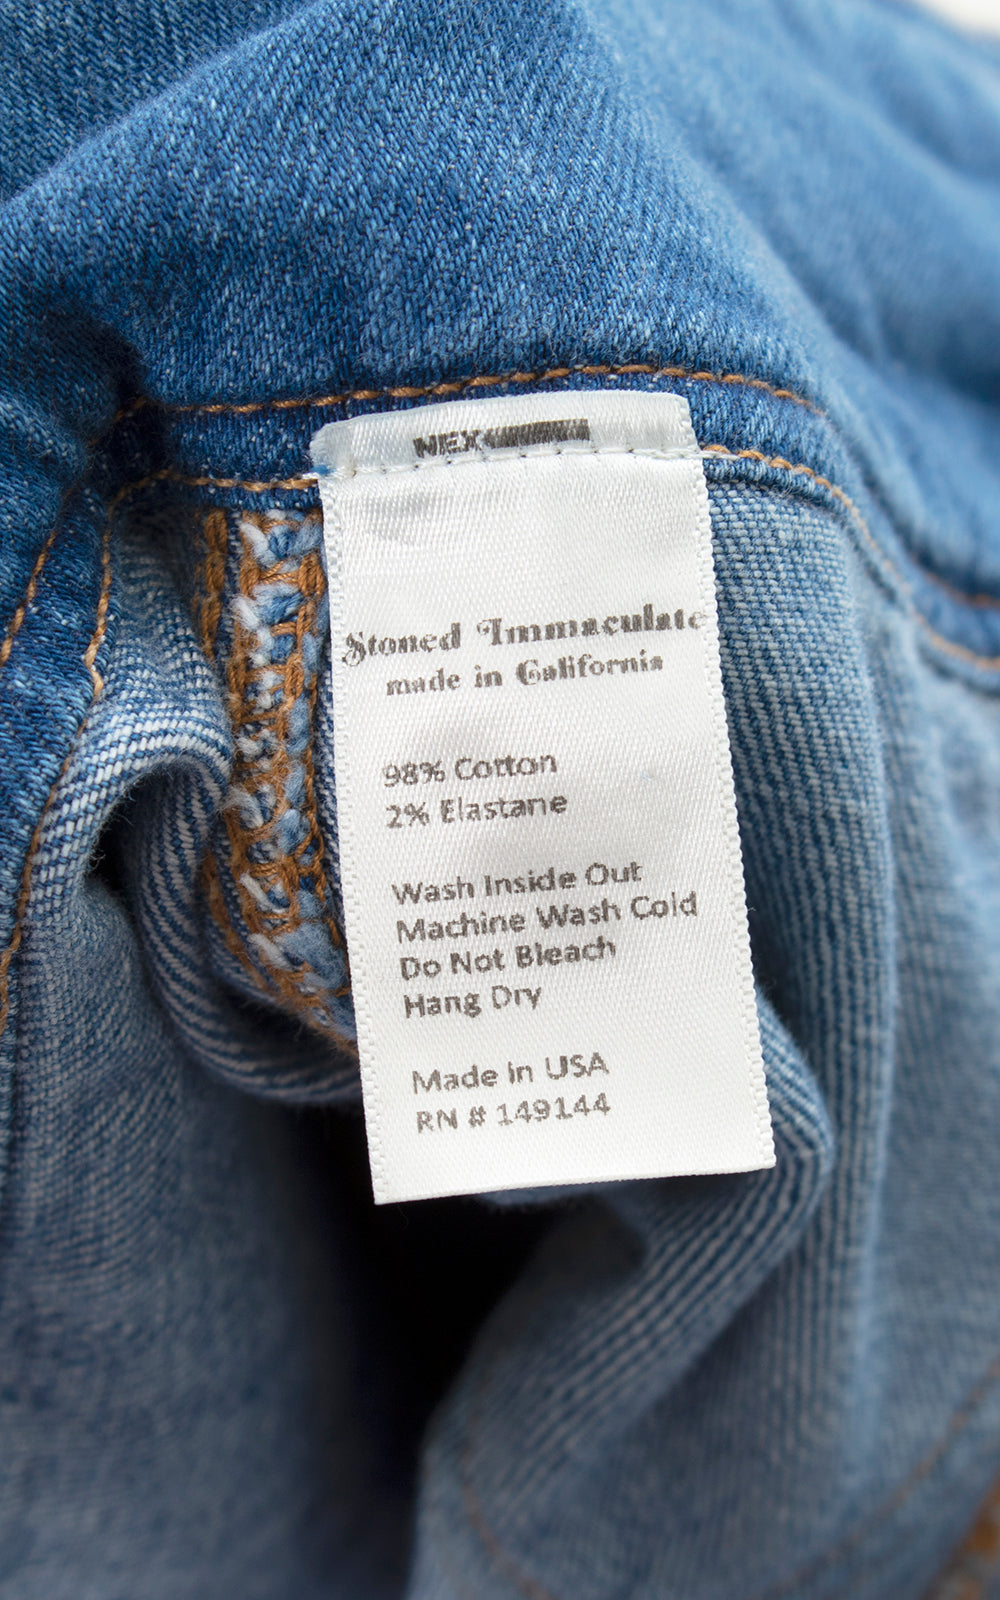 Stoned Immaculate
made in California
98% Cotton
2% Elastane
Wash Inside Out
Machine Wash Cold
Do Not Bleach
Hang Dry
Made in USA
RN # 149144